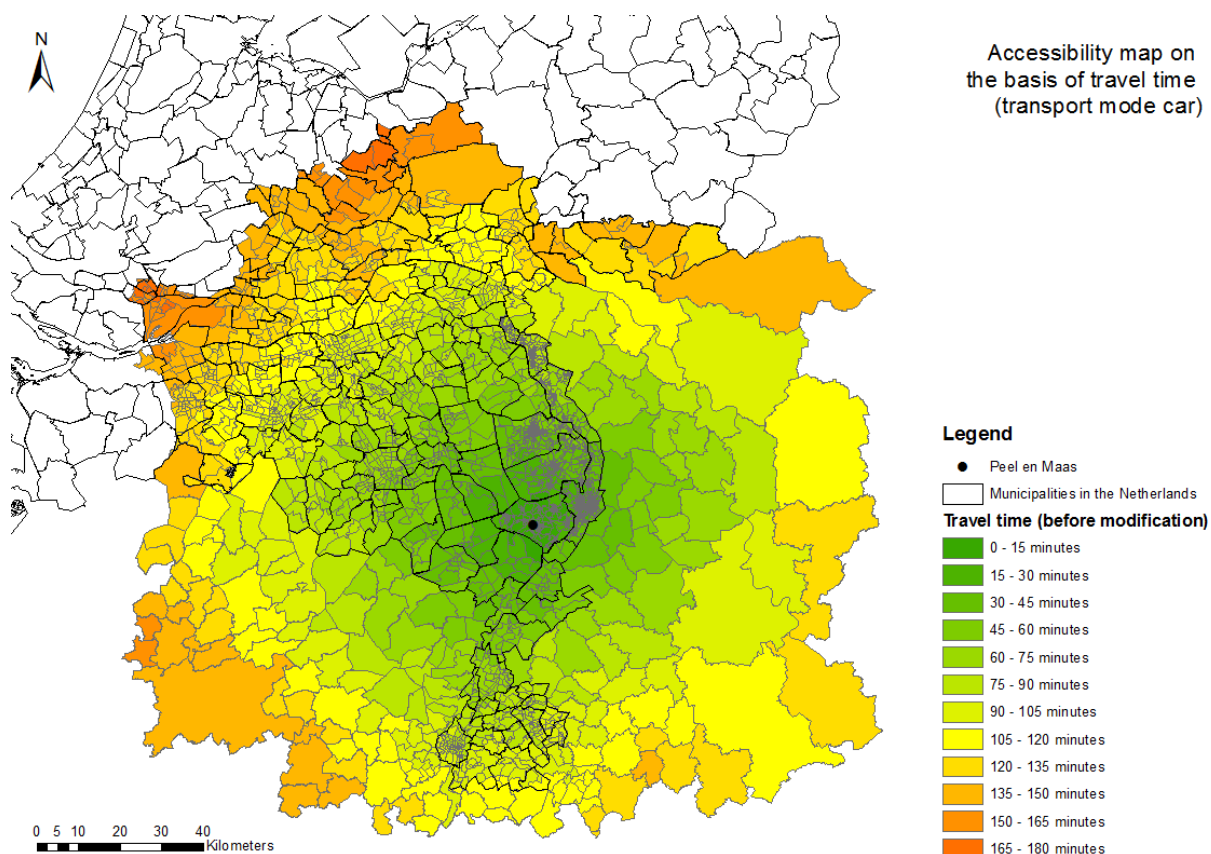 N
Accessibility map on
the basis of travel time
(transport mode car)
Legend
Peel en Maas
Municipalities in the Netherlands
Travel time (before modification)
0 - 15 minutes
15 - 30 minutes
30 - 45 minutes
45 - 60 minutes
60 - 75 minutes
75 - 90 minutes
90 - 105 minutes
105 - 120 minutes
120 - 135 minutes
135 - 150 minutes
150 - 165 minutes
165 - 180 minutes
0 5 10 20 30 40
Kilometers